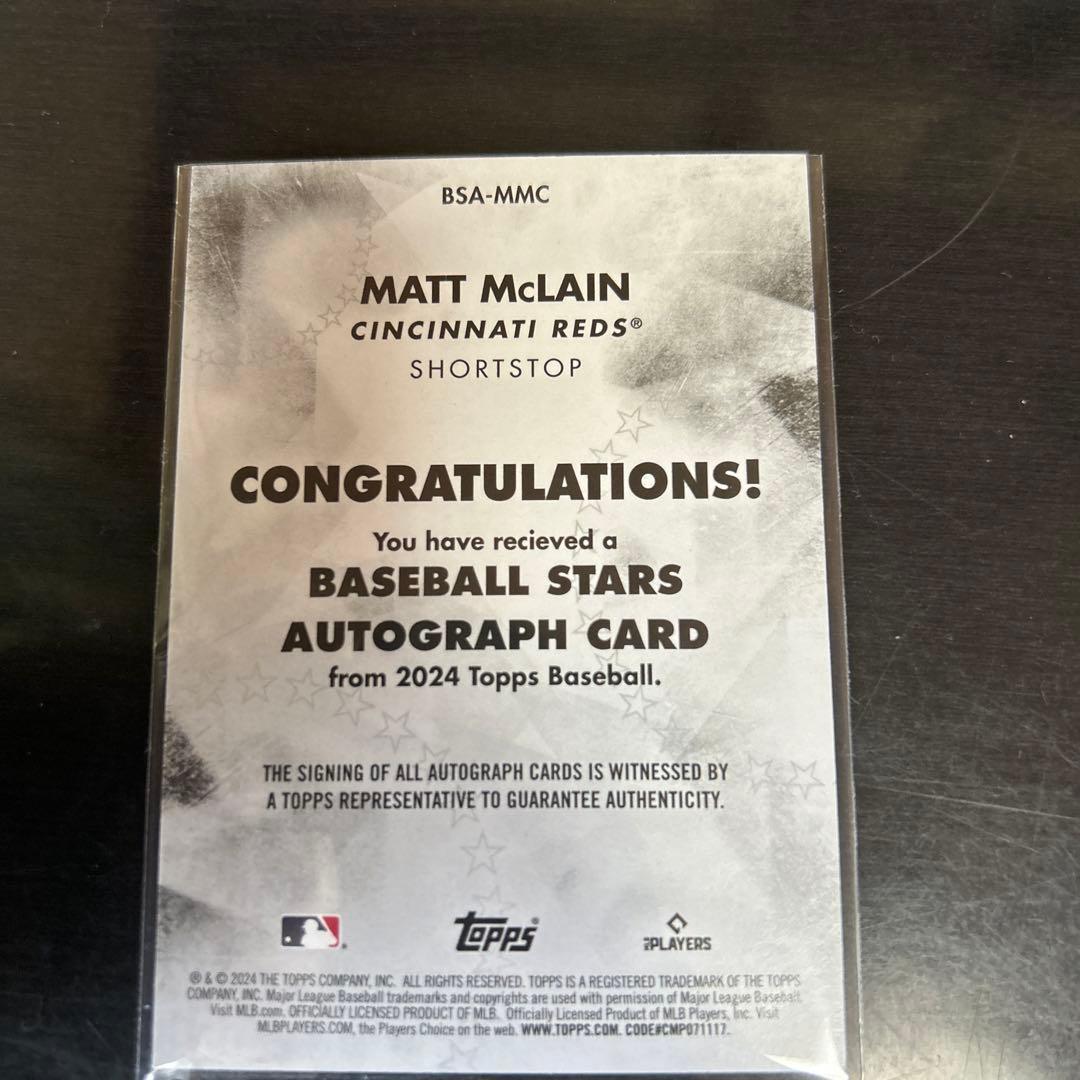 BSA-MMC
MATT McLAIN
CINCINNATI REDS®
SHORTSTOP
CONGRATULATIONS!
You have recieved a
BASEBALL STARS
AUTOGRAPH CARD
from 2024 Topps Baseball.
THE SIGNING OF ALL AUTOGRAPH CARDS IS WITNESSED BY
A TOPPS REPRESENTATIVE TO GUARANTEE AUTHENTICITY.
topps® MLB PLAYERS
® & © 2024 THE TOPPS COMPANY, INC. ALL RIGHTS RESERVED. TOPPS IS A REGISTERED TRADEMARK OF THE TOPPS
COMPANY, INC. Major League Baseball trademarks and copyrights are used with permission of Major League Baseball.
Visit MLB.com. OFFICIALLY LICENSED PRODUCT OF MLB. Officially Licensed Product of MLB Players, Inc. Visit
MLBPLAYERS.COM, the Players Choice on the web. WWW.TOPPS.COM. CODE#CMP071117.